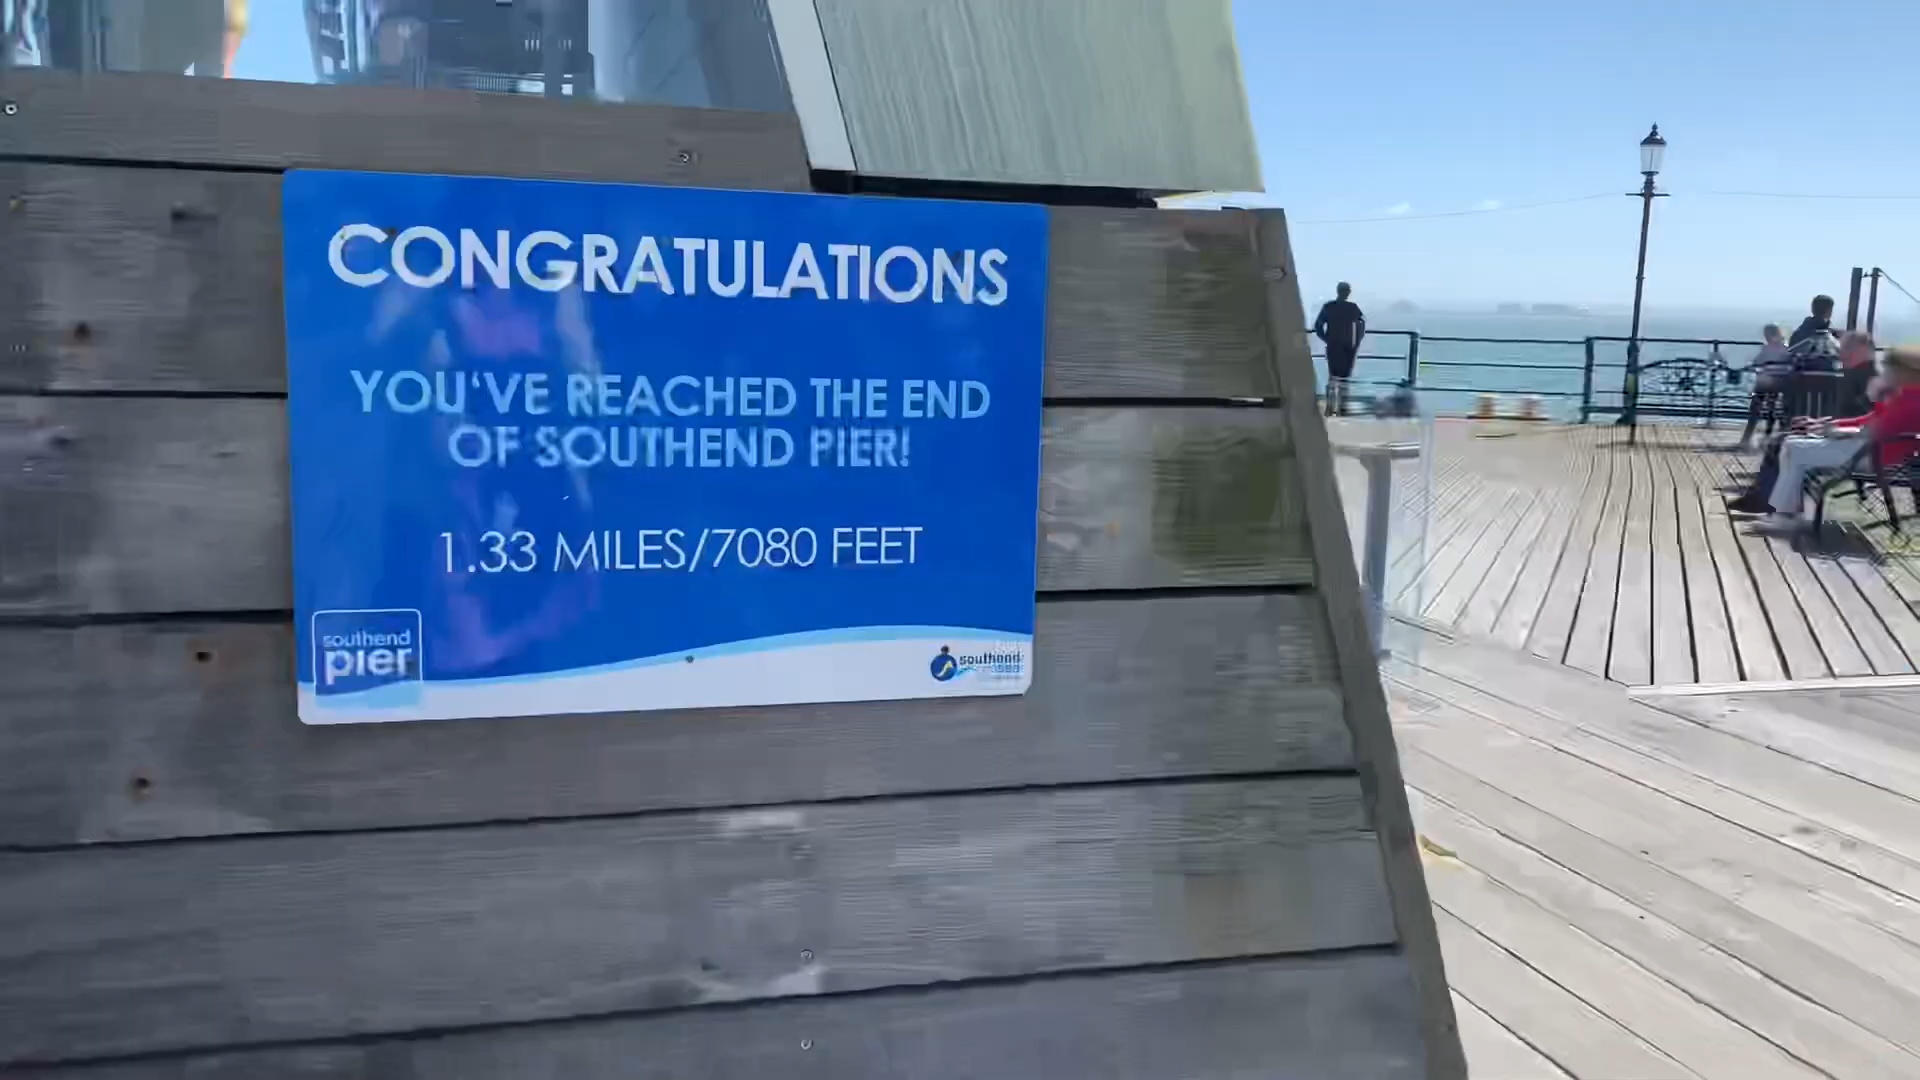 CONGRATULATIONS
YOU'VE REACHED THE END
OF SOUTHEND PIER!
1.33 MILES/7080 FEET
southend
pier
southend